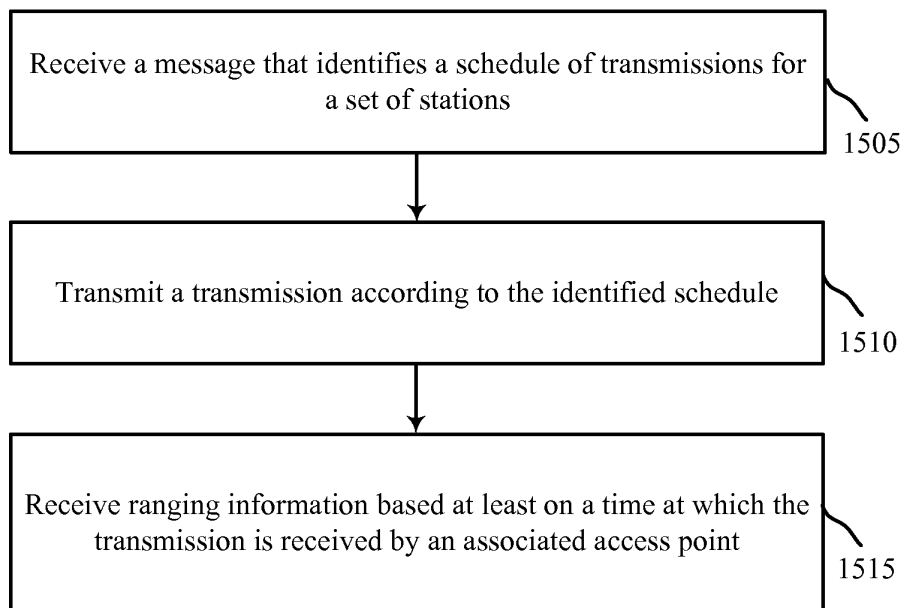 Receive a message that identifies a schedule of transmissions for
a set of stations
1505
Transmit a transmission according to the identified schedule
1510
Receive ranging information based at least on a time at which the
transmission is received by an associated access point
1515